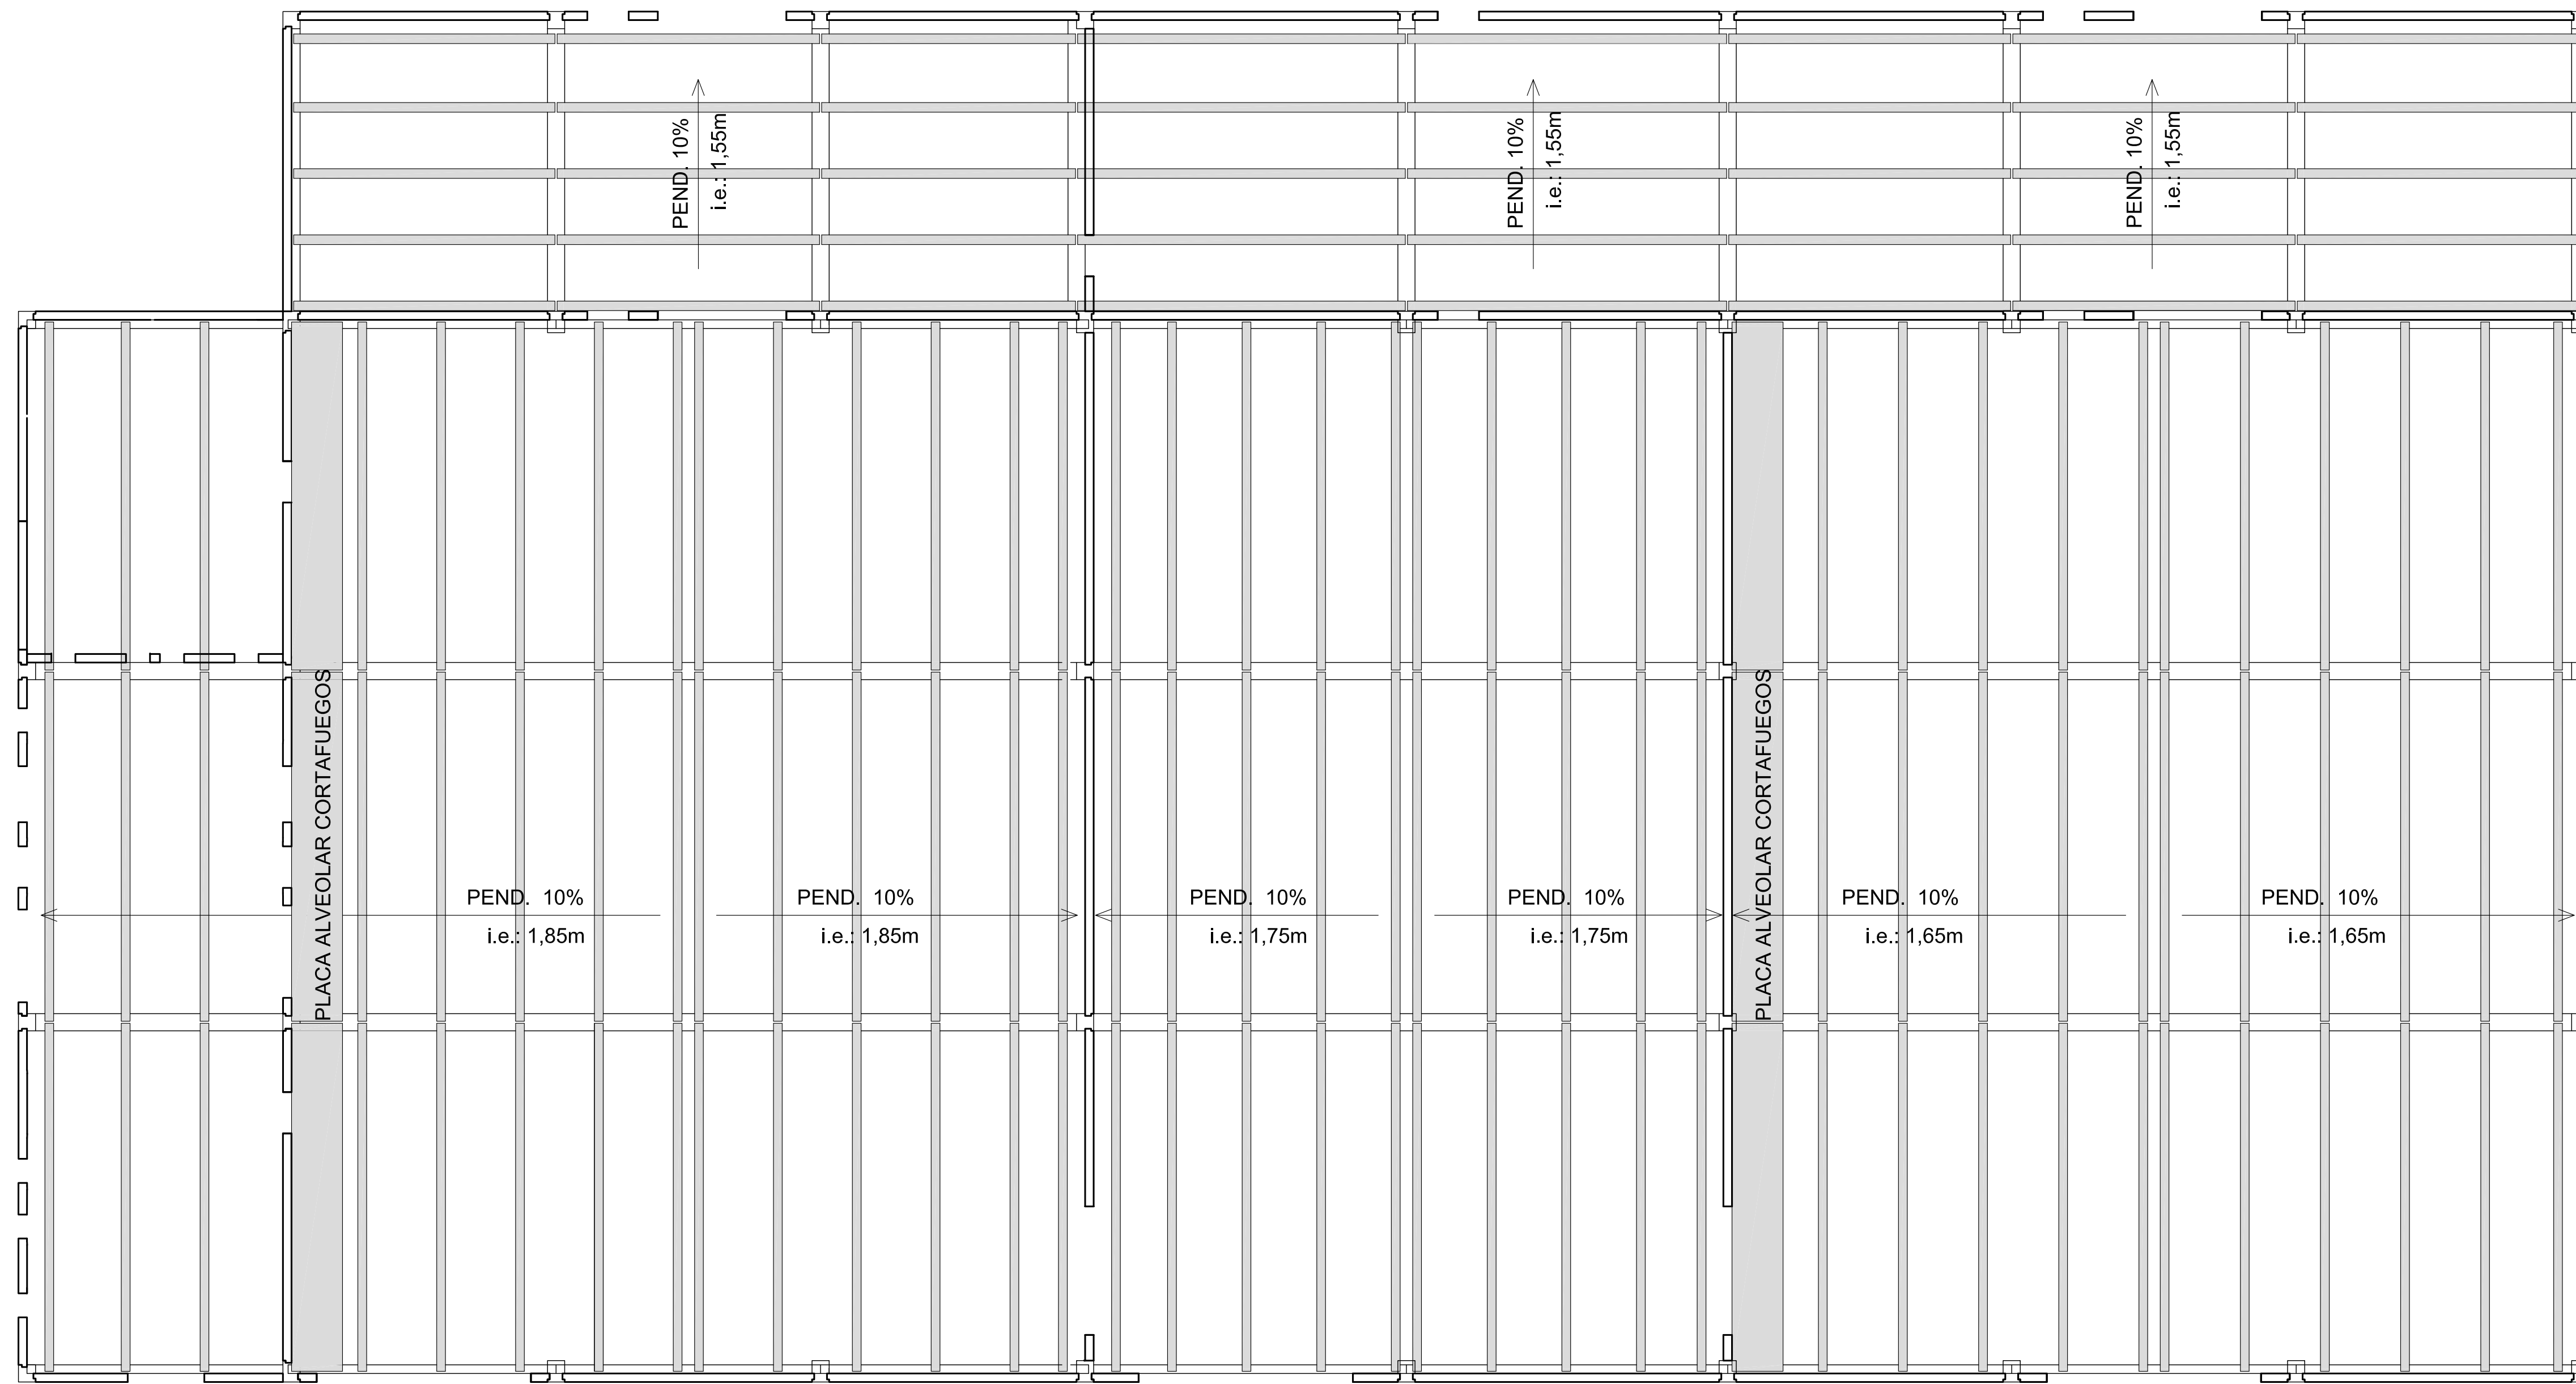 PEND. 10%
i.e.: 1,55m
PEND. 10%
i.e.: 1,55m
PEND. 10%
i.e.: 1,55m
PLACA ALVEOLAR CORTAFUEGOS
PLACA ALVEOLAR CORTAFUEGOS
PEND. 10%
i.e.: 1,85m
PEND. 10%
i.e.: 1,85m
PEND. 10%
i.e.: 1,75m
PEND. 10%
i.e.: 1,75m
PEND. 10%
i.e.: 1,65m
PEND. 10%
i.e.: 1,65m